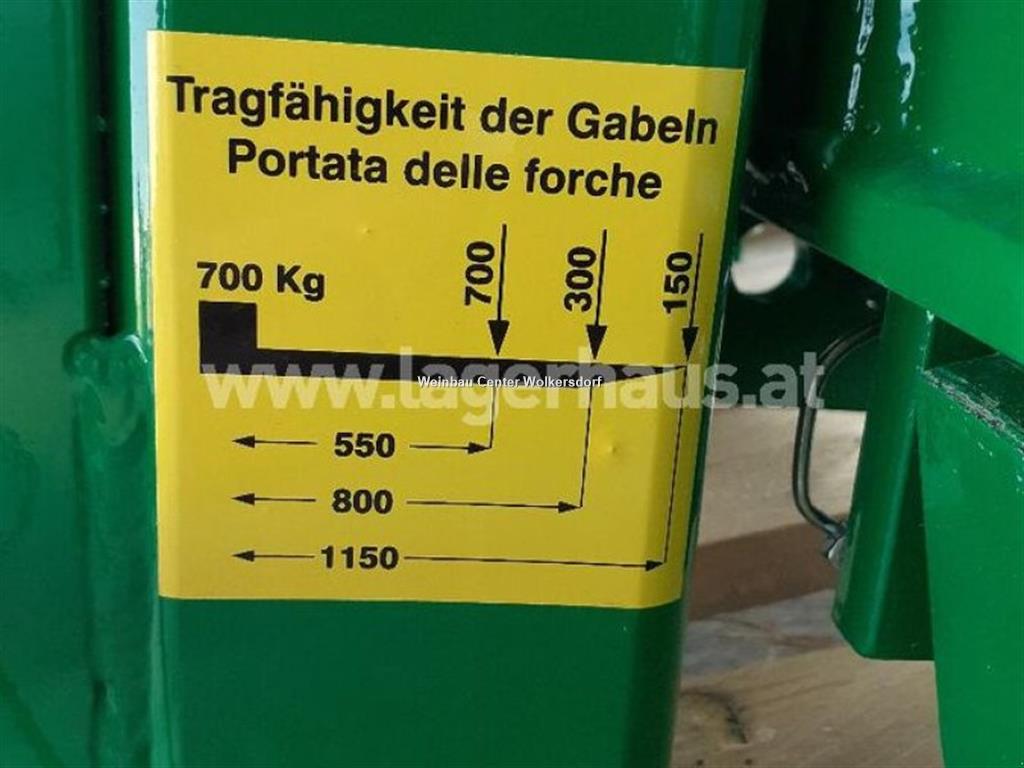 Tragfähigkeit der Gabeln
Portata delle forche
700 Kg
700
300
150
www.lagerhaus.at
Weinbau Center Wolkersdorf
550
800
1150